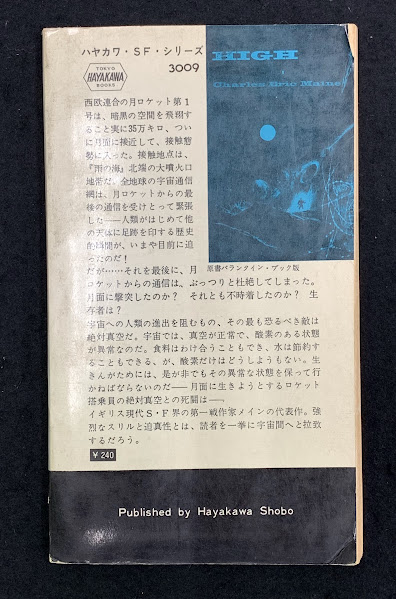 ハヤカワ・SF・シリーズ
TOKYO
HAYAKAWA
BOOKS
3009
HIGH
Charles Eric Maine
西欧連合の月ロケット第1
号は、暗黒の空間を飛翔す
ること実に35万キロ、つい
に月面に接近して、接触態
勢に入った。接触地点は、
『雨の海』北端の大噴火口
地帯だ。全地球の宇宙通信
網は、月ロケットからの最
後の通信を受けとって緊張
した――人類がはじめて他
の天体に足跡を印する歴史
的瞬間が、いまや目前に迫
ったのだ!
だが……それを最後に、月
原書バランタイン・ブック版
ロケットからの通信は、ぷっつりと杜絶してしまった。
月面に撃突したのか? それとも不時着したのか? 生
存者は?
宇宙への人類の進出を阻むもの、その最も恐るべき敵は
絶対真空だ。宇宙では、真空が正常で、酸素のある状態
が異常なのだ。食料はわけ合うこともでき、水は節約す
ることもできる、が、酸素だけはどうしようもない。生
きんがためには、是が非でもその異常な状態を保って行
かねばならないのだ――月面に生きようとするロケット
搭乗員の絶対真空との死闘は――。
イギリス現代S・F界の第一戦作家メインの代表作。強
烈なスリルと迫真性とは、読者を一挙に宇宙間へと拉致
するだろう。
¥240
Published by Hayakawa Shobo